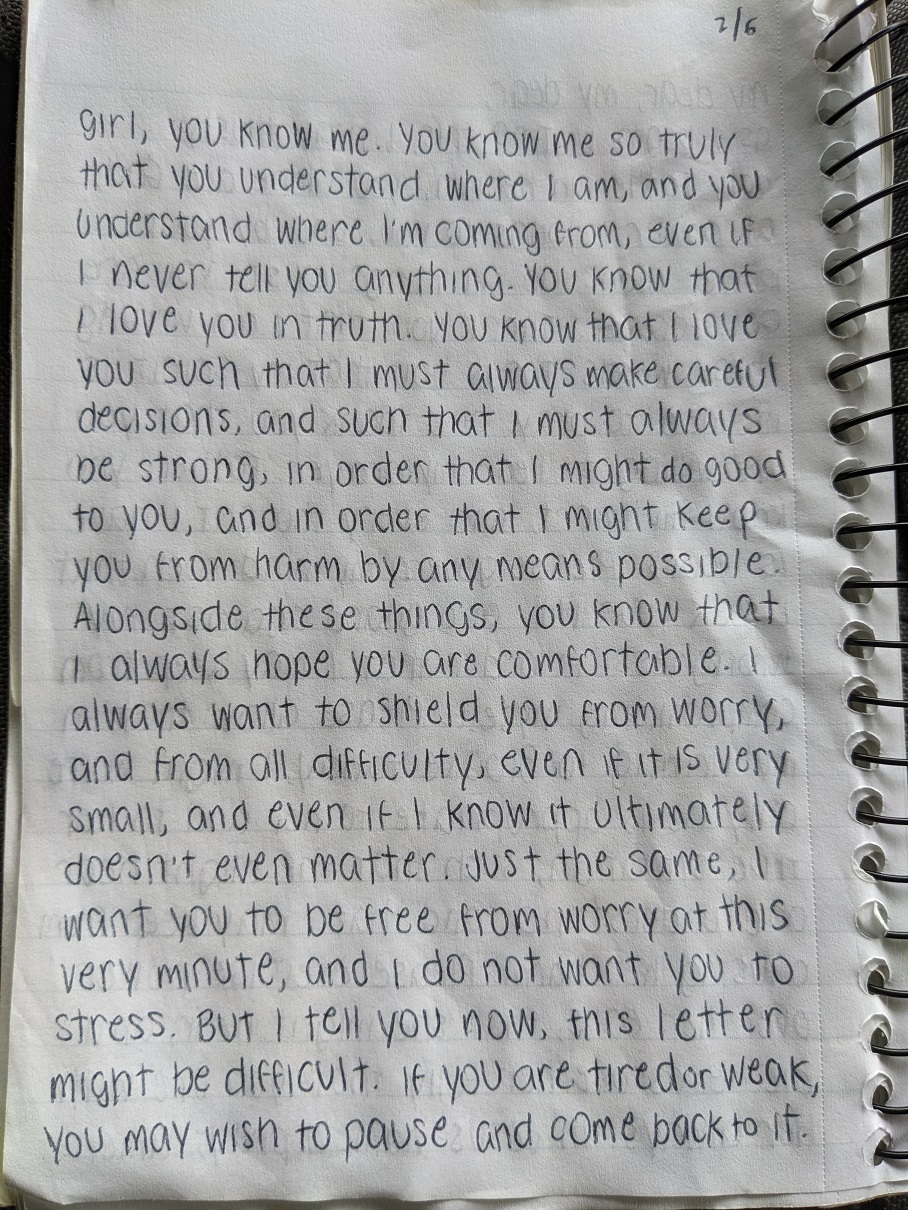 2/6
girl, you know me. you know me so truly
that you understand where I am, and you
understand where I'm coming from, even if
I never tell you anything. You know that
I love you in truth. you know that I love
you such that I must always make careful
decisions, and such that I must always
be strong, in order that I might do good
to you, and in order that I might keep
you from harm by any means possible.
Alongside these things, you know that
I always hope you are comfortable. I
always want to shield you from worry,
and from all difficulty, even if it is very
small, and even if I know it ultimately
doesn't even matter. Just the same, I
want you to be free from worry at this
very minute, and I do not want you to
stress. But I tell you now, this letter
might be difficult. if you are tired or weak,
you may wish to pause and come back to it.